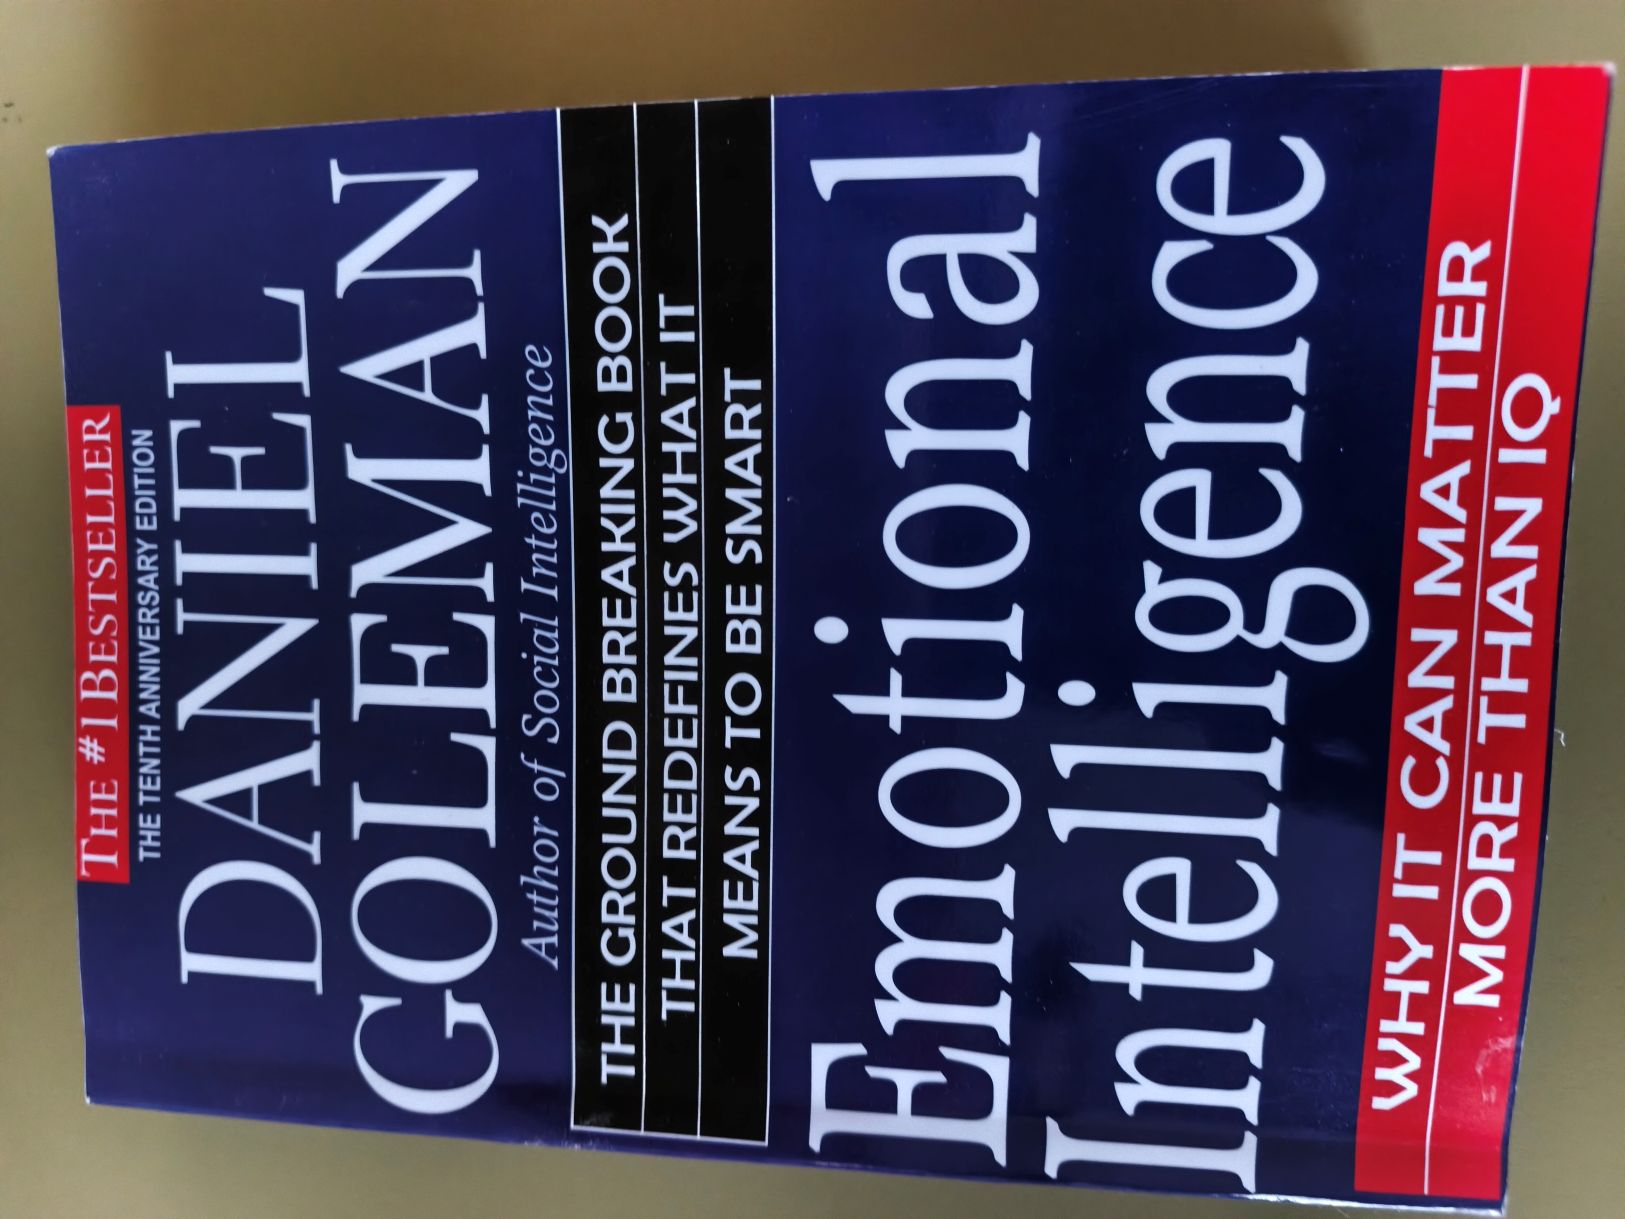 THE #1 BESTSELLER
THE TENTH ANNIVERSARY EDITION
DANIEL
GOLEMAN
Author of Social Intelligence
THE GROUND BREAKING BOOK
THAT REDEFINES WHAT IT
MEANS TO BE SMART
Emotional
Intelligence
WHY IT CAN MATTER
MORE THAN IQ